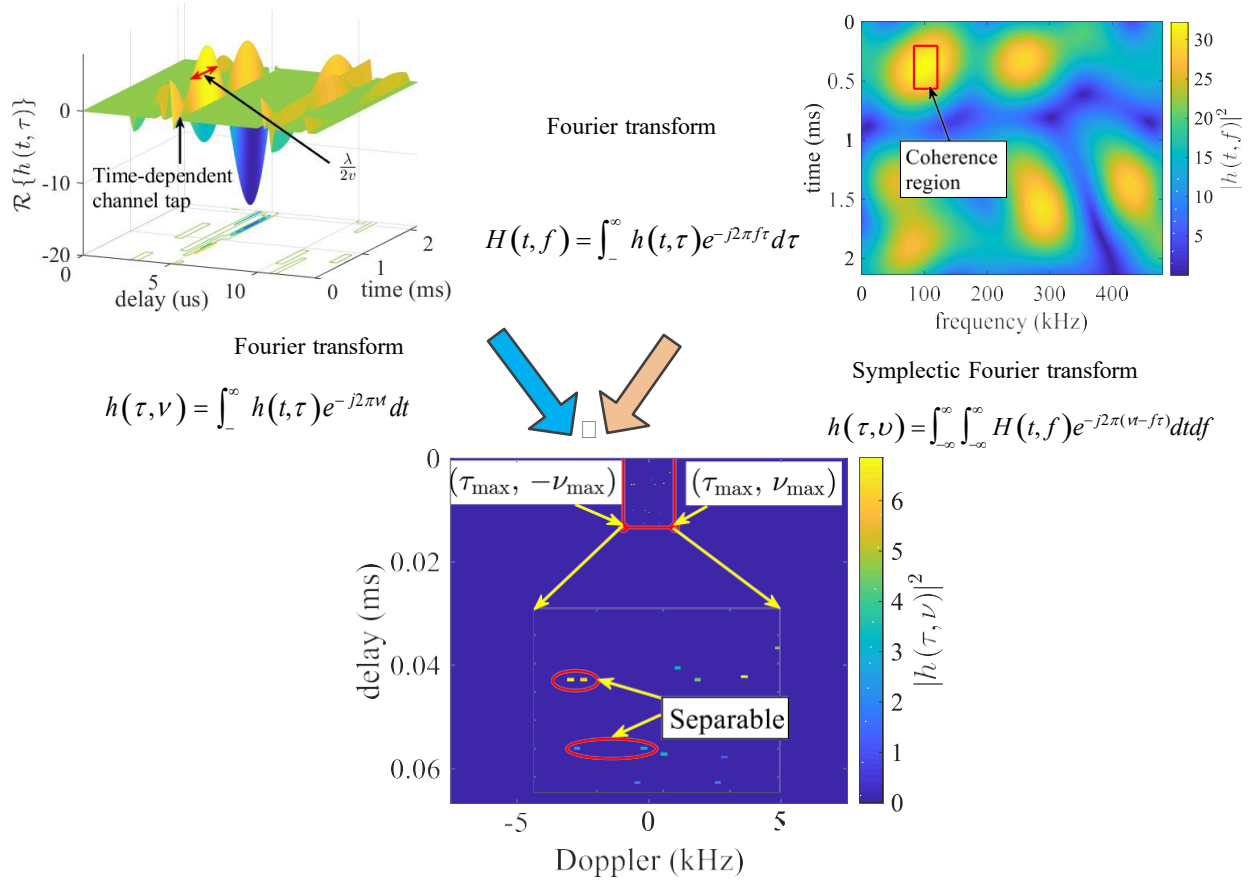 ℛ{h(t, τ)}
0
-10
-20
Time-dependent
channel tap
λ/2v
0
5
10
delay (us)
0
1
2
time (ms)
Fourier transform
H(t, f) = ∫_-^∞ h(t, τ)e^{-j2πfτ}dτ
0
0.5
1
1.5
2
time (ms)
Coherence
region
0
100
200
300
400
frequency (kHz)
30
25
20
15
10
5
|h(t, f)|²
Fourier transform
h(τ, ν) = ∫_-^∞ h(t, τ)e^{-j2πνt}dt
Symplectic Fourier transform
h(τ, υ) = ∫_{-∞}^∞ ∫_{-∞}^∞ H(t, f)e^{-j2π(νt-fτ)}dtdf
(τ_max, −ν_max)
(τ_max, ν_max)
0
0.02
0.04
0.06
delay (ms)
Separable
-5
0
5
Doppler (kHz)
6
5
4
3
2
1
0
|h(τ, ν)|²